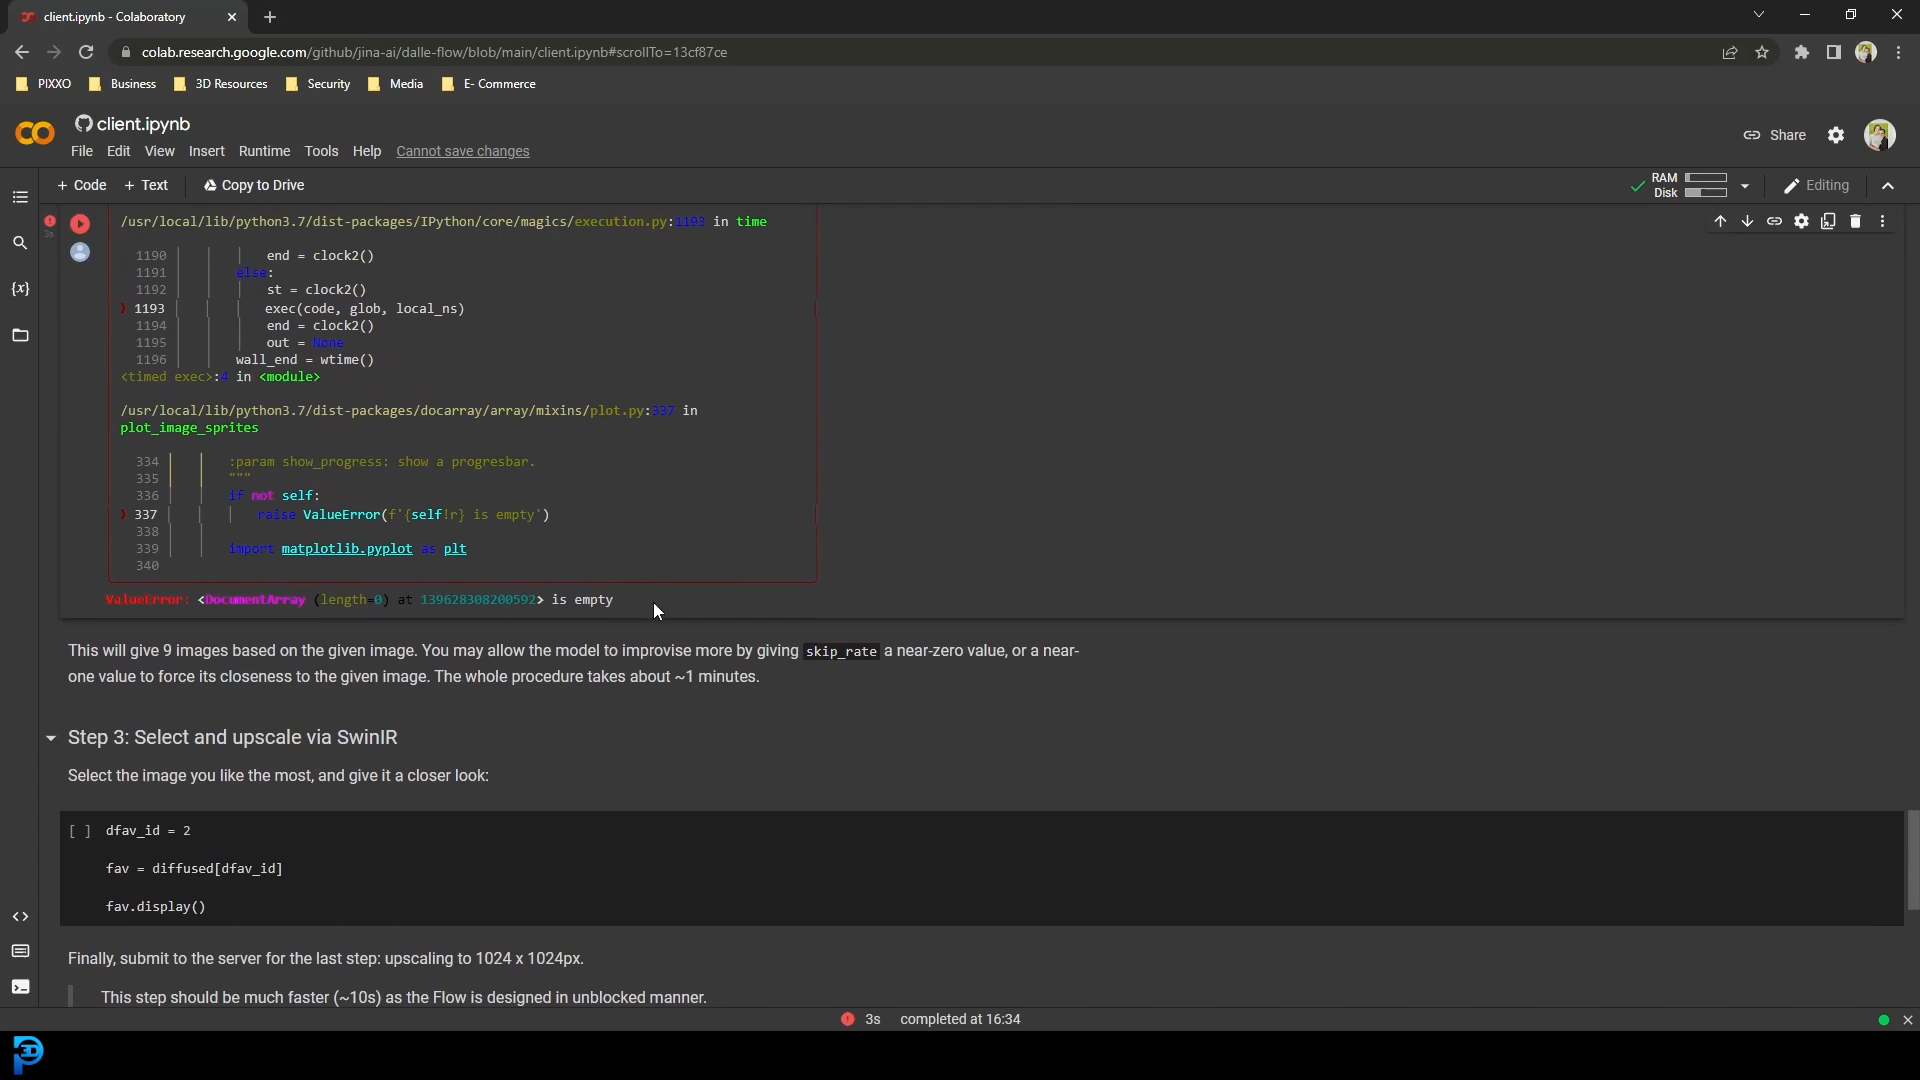 client.ipynb - Colaboratory
colab.research.google.com/github/jina-ai/dalle-flow/blob/main/client.ipynb#scrollTo=13cf87ce
PIXXO Business 3D Resources Security Media E- Commerce
client.ipynb
Share
File Edit View Insert Runtime Tools Help Cannot save changes
+ Code + Text Copy to Drive
RAM
Disk
Editing
/usr/local/lib/python3.7/dist-packages/IPython/core/magics/execution.py:1193 in time
3s
1190 end = clock2()
1191 else:
1192 st = clock2()
❱ 1193 exec(code, glob, local_ns)
1194 end = clock2()
1195 out = None
1196 wall_end = wtime()
<timed exec>:4 in <module>
/usr/local/lib/python3.7/dist-packages/docarray/array/mixins/plot.py:337 in
plot_image_sprites
334 :param show_progress: show a progresbar.
335 """
336 if not self:
❱ 337 raise ValueError(f'{self!r} is empty')
338
339 import matplotlib.pyplot as plt
340
ValueError: <DocumentArray (length=0) at 139628308200592> is empty
This will give 9 images based on the given image. You may allow the model to improvise more by giving skip_rate a near-zero value, or a near-
one value to force its closeness to the given image. The whole procedure takes about ~1 minutes.
Step 3: Select and upscale via SwinIR
Select the image you like the most, and give it a closer look:
[ ] dfav_id = 2
fav = diffused[dfav_id]
fav.display()
Finally, submit to the server for the last step: upscaling to 1024 x 1024px.
This step should be much faster (~10s) as the Flow is designed in unblocked manner.
3s completed at 16:34
3D